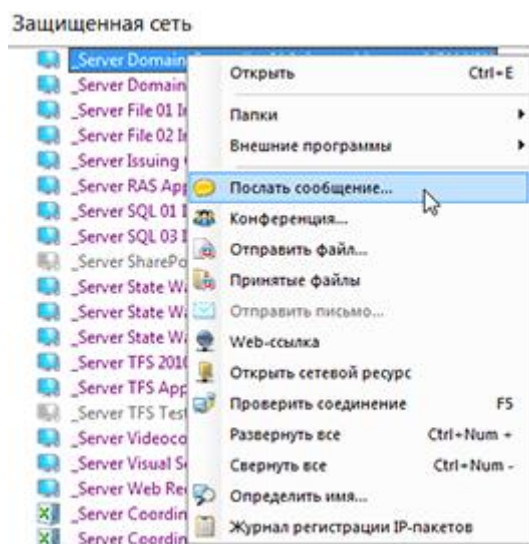 Защищенная сеть
_Server Domain
_Server Domain
_Server File 01 I
_Server File 02 I
_Server Issuing
_Server RAS App
_Server SQL 01 I
_Server SQL 03 I
_Server SharePo
_Server State Wa
_Server State Wa
_Server State Wa
_Server TFS 2010
_Server TFS App
_Server TFS Test
_Server Videoco
_Server Visual S
_Server Web Re
_Server Coordin
_Server Coordin
Открыть Ctrl+E
Папки
Внешние программы
Послать сообщение...
Конференция...
Отправить файл...
Принятые файлы
Отправить письмо...
Web-ссылка
Открыть сетевой ресурс
Проверить соединение F5
Развернуть все Ctrl+Num +
Свернуть все Ctrl+Num -
Определить имя...
Журнал регистрации IP-пакетов